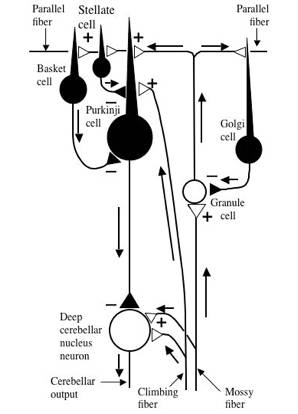 Parallel
fiber
Stellate
cell
Parallel
fiber
+
+
Basket
cell
+
−
Purkinji
cell
Golgi
cell
−
−
Granule
cell
+
−
Deep
cerebellar
nucleus
neuron
+
Cerebellar
output
Climbing
fiber
Mossy
fiber